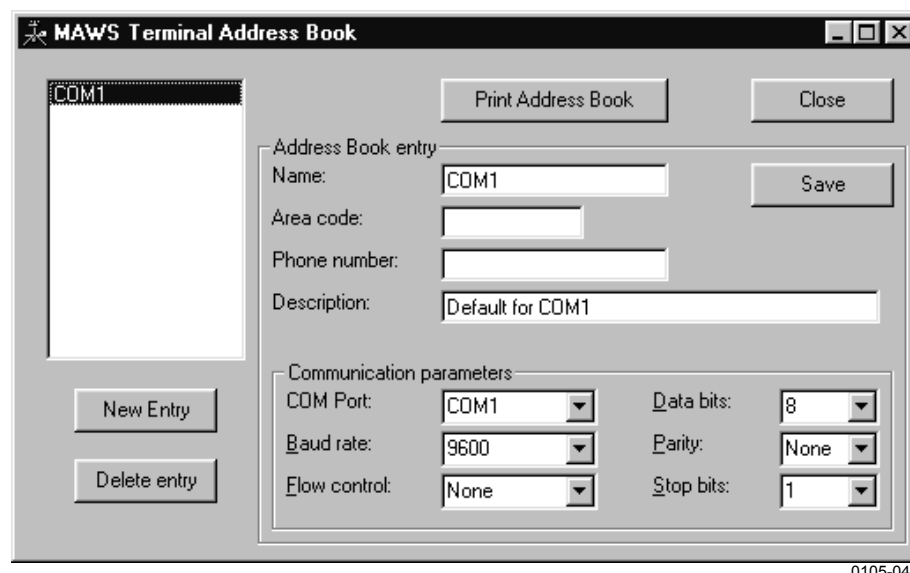 MAWS Terminal Address Book
COM1
Print Address Book
Close
Address Book entry
Name:
COM1
Save
Area code:
Phone number:
Description:
Default for COM1
New Entry
Delete entry
Communication parameters
COM Port:
COM1
Data bits:
8
Baud rate:
9600
Parity:
None
Flow control:
None
Stop bits:
1
0105-04